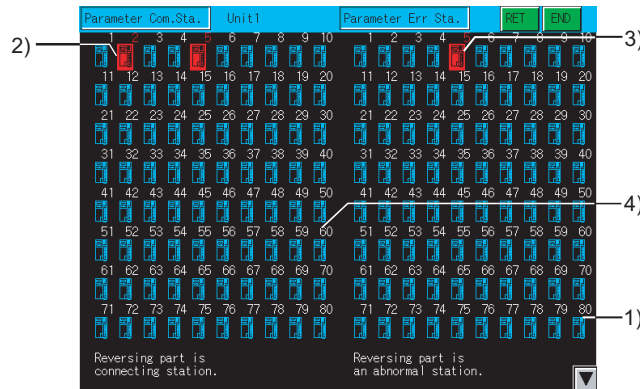 Parameter Com.Sta. Unit1 Parameter Err Sta. RET END
2)
3)
1 2 3 4 5 6 7 8 9 10 1 2 3 4 5 6 7 8 9 10
11 12 13 14 15 16 17 18 19 20 11 12 13 14 15 16 17 18 19 20
21 22 23 24 25 26 27 28 29 30 21 22 23 24 25 26 27 28 29 30
31 32 33 34 35 36 37 38 39 40 31 32 33 34 35 36 37 38 39 40
41 42 43 44 45 46 47 48 49 50 41 42 43 44 45 46 47 48 49 50
4)
51 52 53 54 55 56 57 58 59 60 51 52 53 54 55 56 57 58 59 60
61 62 63 64 65 66 67 68 69 70 61 62 63 64 65 66 67 68 69 70
71 72 73 74 75 76 77 78 79 80 71 72 73 74 75 76 77 78 79 80
1)
Reversing part is Reversing part is
connecting station. an abnormal station.